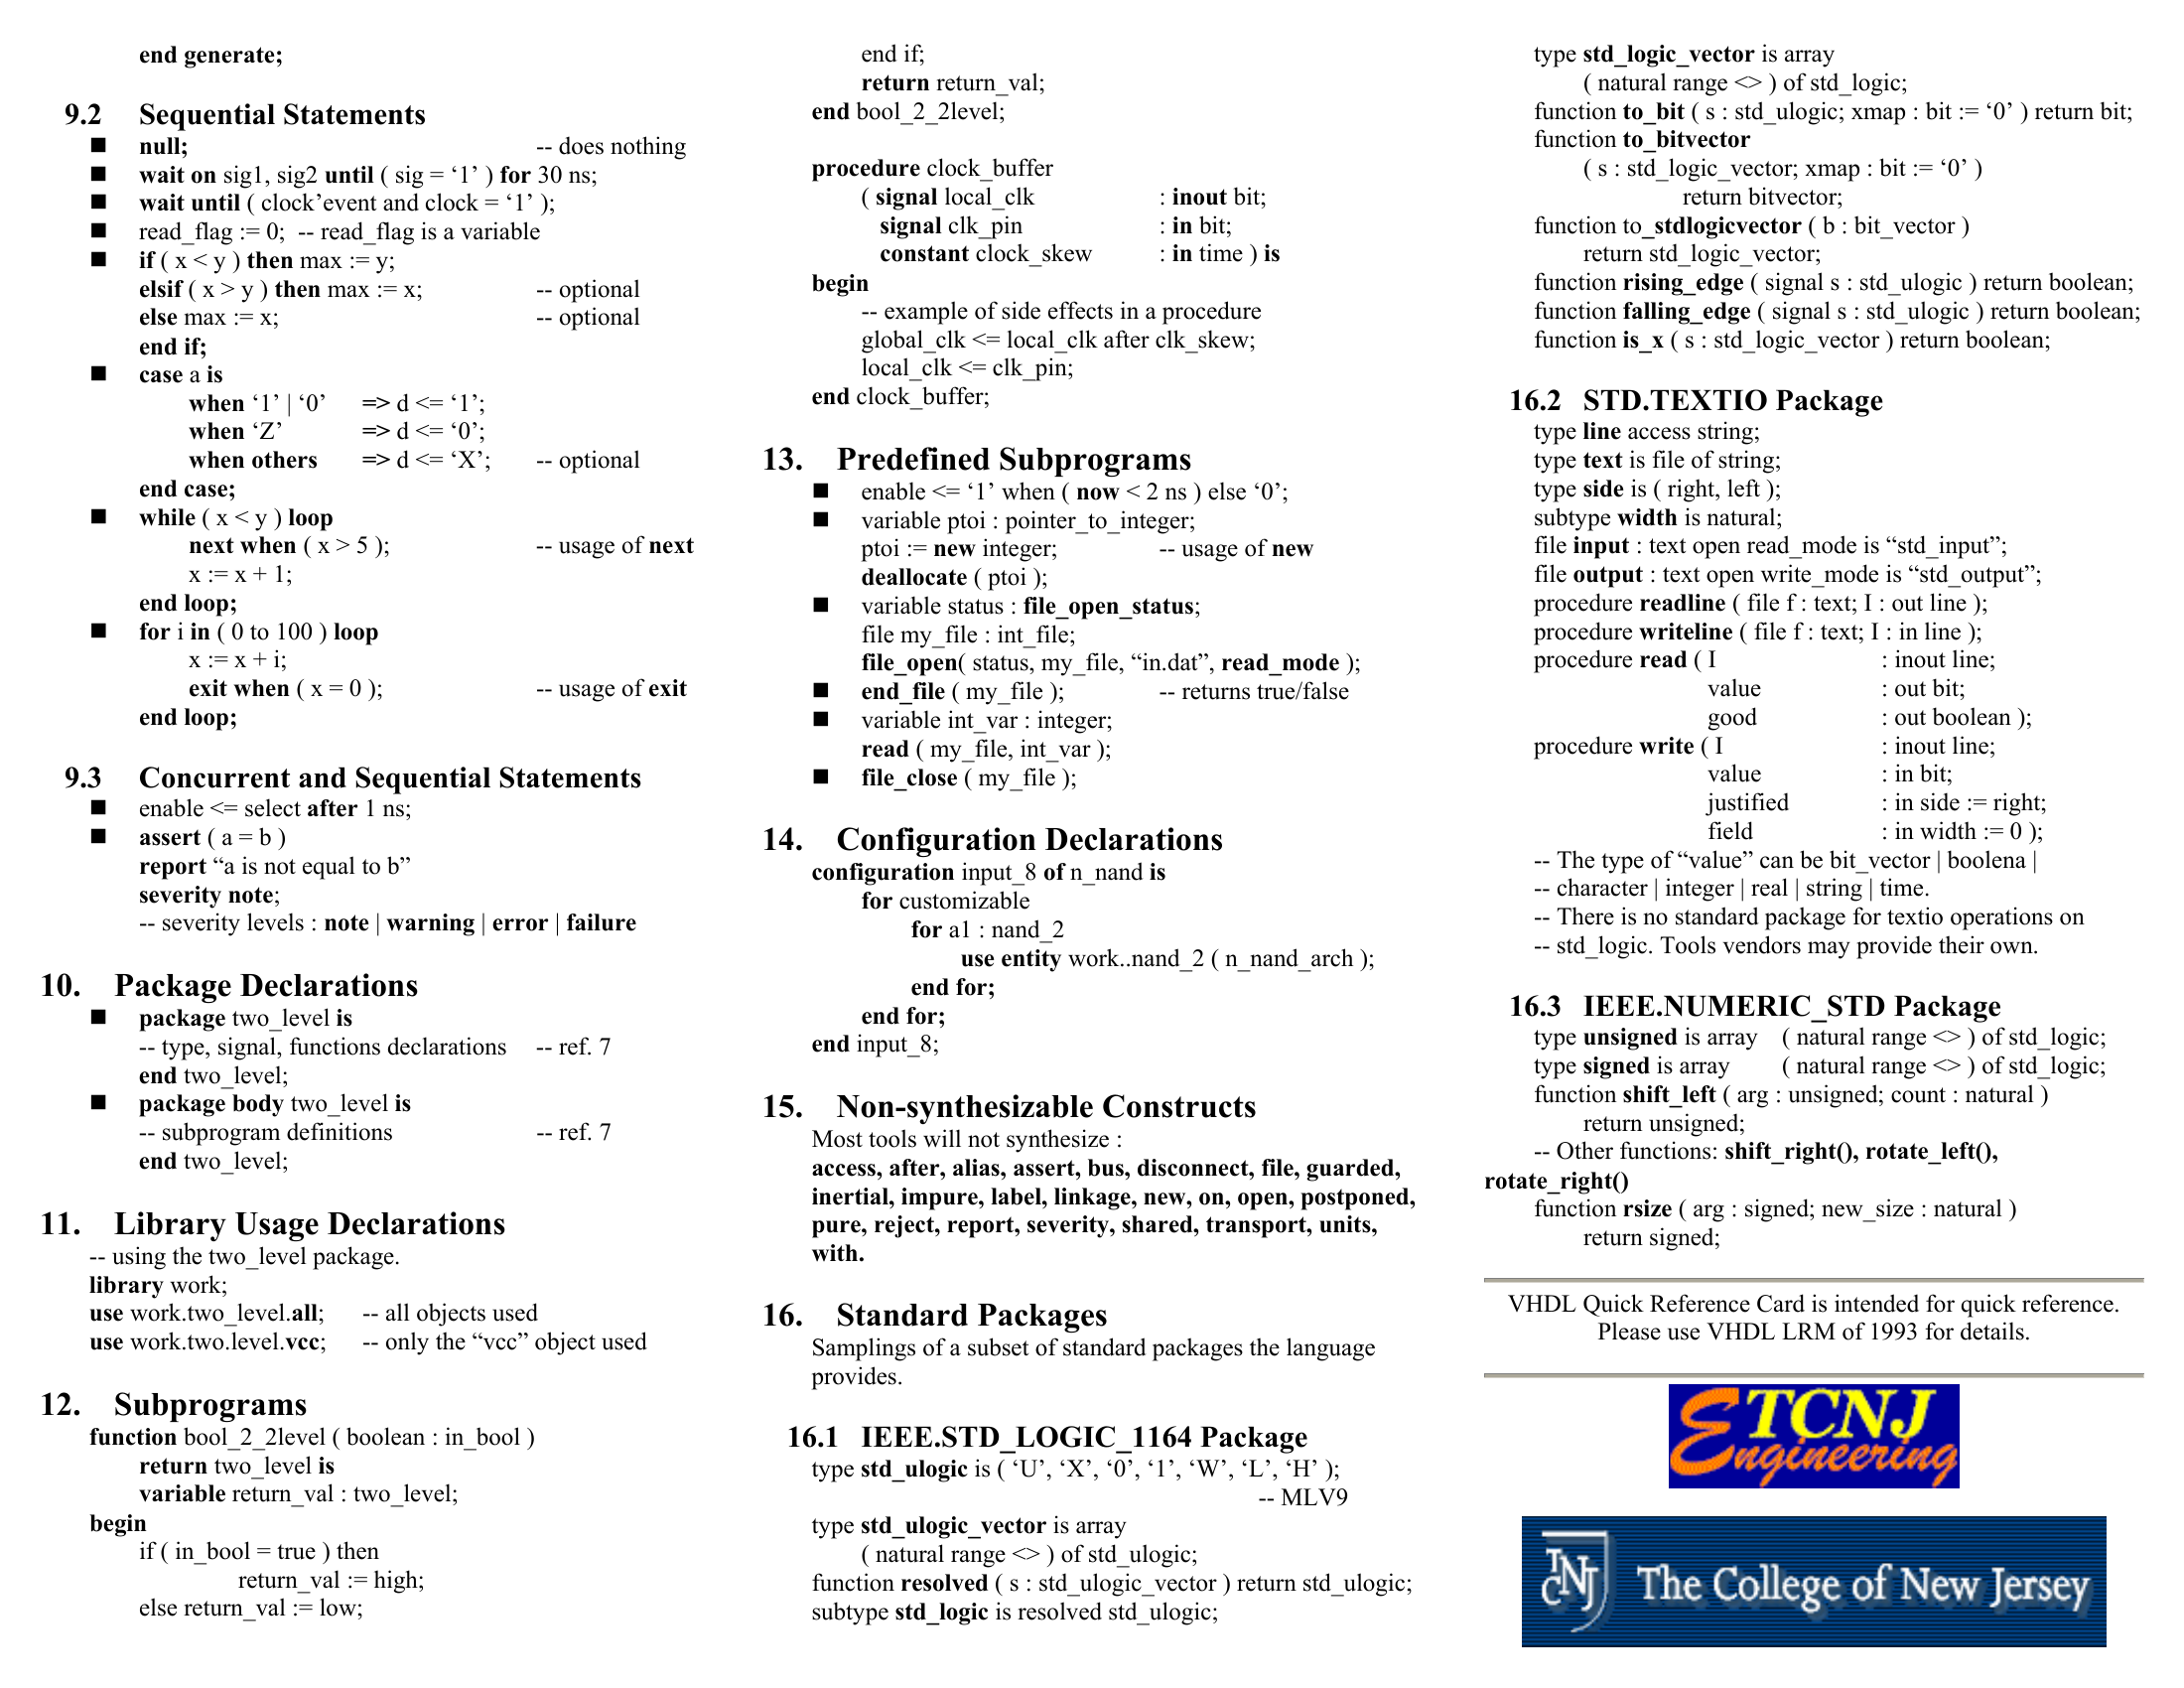 end generate;
9.2 Sequential Statements
■ null; -- does nothing
■ wait on sig1, sig2 until ( sig = ‘1’ ) for 30 ns;
■ wait until ( clock’event and clock = ‘1’ );
■ read_flag := 0; -- read_flag is a variable
■ if ( x < y ) then max := y;
elsif ( x > y ) then max := x; -- optional
else max := x; -- optional
end if;
■ case a is
when ‘1’ | ‘0’ => d <= ‘1’;
when ‘Z’ => d <= ‘0’;
when others => d <= ‘X’; -- optional
end case;
■ while ( x < y ) loop
next when ( x > 5 ); -- usage of next
x := x + 1;
end loop;
■ for i in ( 0 to 100 ) loop
x := x + i;
exit when ( x = 0 ); -- usage of exit
end loop;
9.3 Concurrent and Sequential Statements
■ enable <= select after 1 ns;
■ assert ( a = b )
report “a is not equal to b”
severity note;
-- severity levels : note | warning | error | failure
10. Package Declarations
■ package two_level is
-- type, signal, functions declarations -- ref. 7
end two_level;
■ package body two_level is
-- subprogram definitions -- ref. 7
end two_level;
11. Library Usage Declarations
-- using the two_level package.
library work;
use work.two_level.all; -- all objects used
use work.two.level.vcc; -- only the “vcc” object used
12. Subprograms
function bool_2_2level ( boolean : in_bool )
return two_level is
variable return_val : two_level;
begin
if ( in_bool = true ) then
return_val := high;
else return_val := low;
end if;
return return_val;
end bool_2_2level;
procedure clock_buffer
( signal local_clk : inout bit;
signal clk_pin : in bit;
constant clock_skew : in time ) is
begin
-- example of side effects in a procedure
global_clk <= local_clk after clk_skew;
local_clk <= clk_pin;
end clock_buffer;
13. Predefined Subprograms
■ enable <= ‘1’ when ( now < 2 ns ) else ‘0’;
■ variable ptoi : pointer_to_integer;
ptoi := new integer; -- usage of new
deallocate ( ptoi );
■ variable status : file_open_status;
file my_file : int_file;
file_open( status, my_file, “in.dat”, read_mode );
■ end_file ( my_file ); -- returns true/false
■ variable int_var : integer;
read ( my_file, int_var );
■ file_close ( my_file );
14. Configuration Declarations
configuration input_8 of n_nand is
for customizable
for a1 : nand_2
use entity work..nand_2 ( n_nand_arch );
end for;
end for;
end input_8;
15. Non-synthesizable Constructs
Most tools will not synthesize :
access, after, alias, assert, bus, disconnect, file, guarded,
inertial, impure, label, linkage, new, on, open, postponed,
pure, reject, report, severity, shared, transport, units,
with.
16. Standard Packages
Samplings of a subset of standard packages the language
provides.
16.1 IEEE.STD_LOGIC_1164 Package
type std_ulogic is ( ‘U’, ‘X’, ‘0’, ‘1’, ‘W’, ‘L’, ‘H’ );
-- MLV9
type std_ulogic_vector is array
( natural range <> ) of std_ulogic;
function resolved ( s : std_ulogic_vector ) return std_ulogic;
subtype std_logic is resolved std_ulogic;
type std_logic_vector is array
( natural range <> ) of std_logic;
function to_bit ( s : std_ulogic; xmap : bit := ‘0’ ) return bit;
function to_bitvector
( s : std_logic_vector; xmap : bit := ‘0’ )
return bitvector;
function to_stdlogicvector ( b : bit_vector )
return std_logic_vector;
function rising_edge ( signal s : std_ulogic ) return boolean;
function falling_edge ( signal s : std_ulogic ) return boolean;
function is_x ( s : std_logic_vector ) return boolean;
16.2 STD.TEXTIO Package
type line access string;
type text is file of string;
type side is ( right, left );
subtype width is natural;
file input : text open read_mode is “std_input”;
file output : text open write_mode is “std_output”;
procedure readline ( file f : text; I : out line );
procedure writeline ( file f : text; I : in line );
procedure read ( I : inout line;
value : out bit;
good : out boolean );
procedure write ( I : inout line;
value : in bit;
justified : in side := right;
field : in width := 0 );
-- The type of “value” can be bit_vector | boolena |
-- character | integer | real | string | time.
-- There is no standard package for textio operations on
-- std_logic. Tools vendors may provide their own.
16.3 IEEE.NUMERIC_STD Package
type unsigned is array ( natural range <> ) of std_logic;
type signed is array ( natural range <> ) of std_logic;
function shift_left ( arg : unsigned; count : natural )
return unsigned;
-- Other functions: shift_right(), rotate_left(),
rotate_right()
function rsize ( arg : signed; new_size : natural )
return signed;
VHDL Quick Reference Card is intended for quick reference.
Please use VHDL LRM of 1993 for details.
TCNJ
Engineering
TCNJ The College of New Jersey